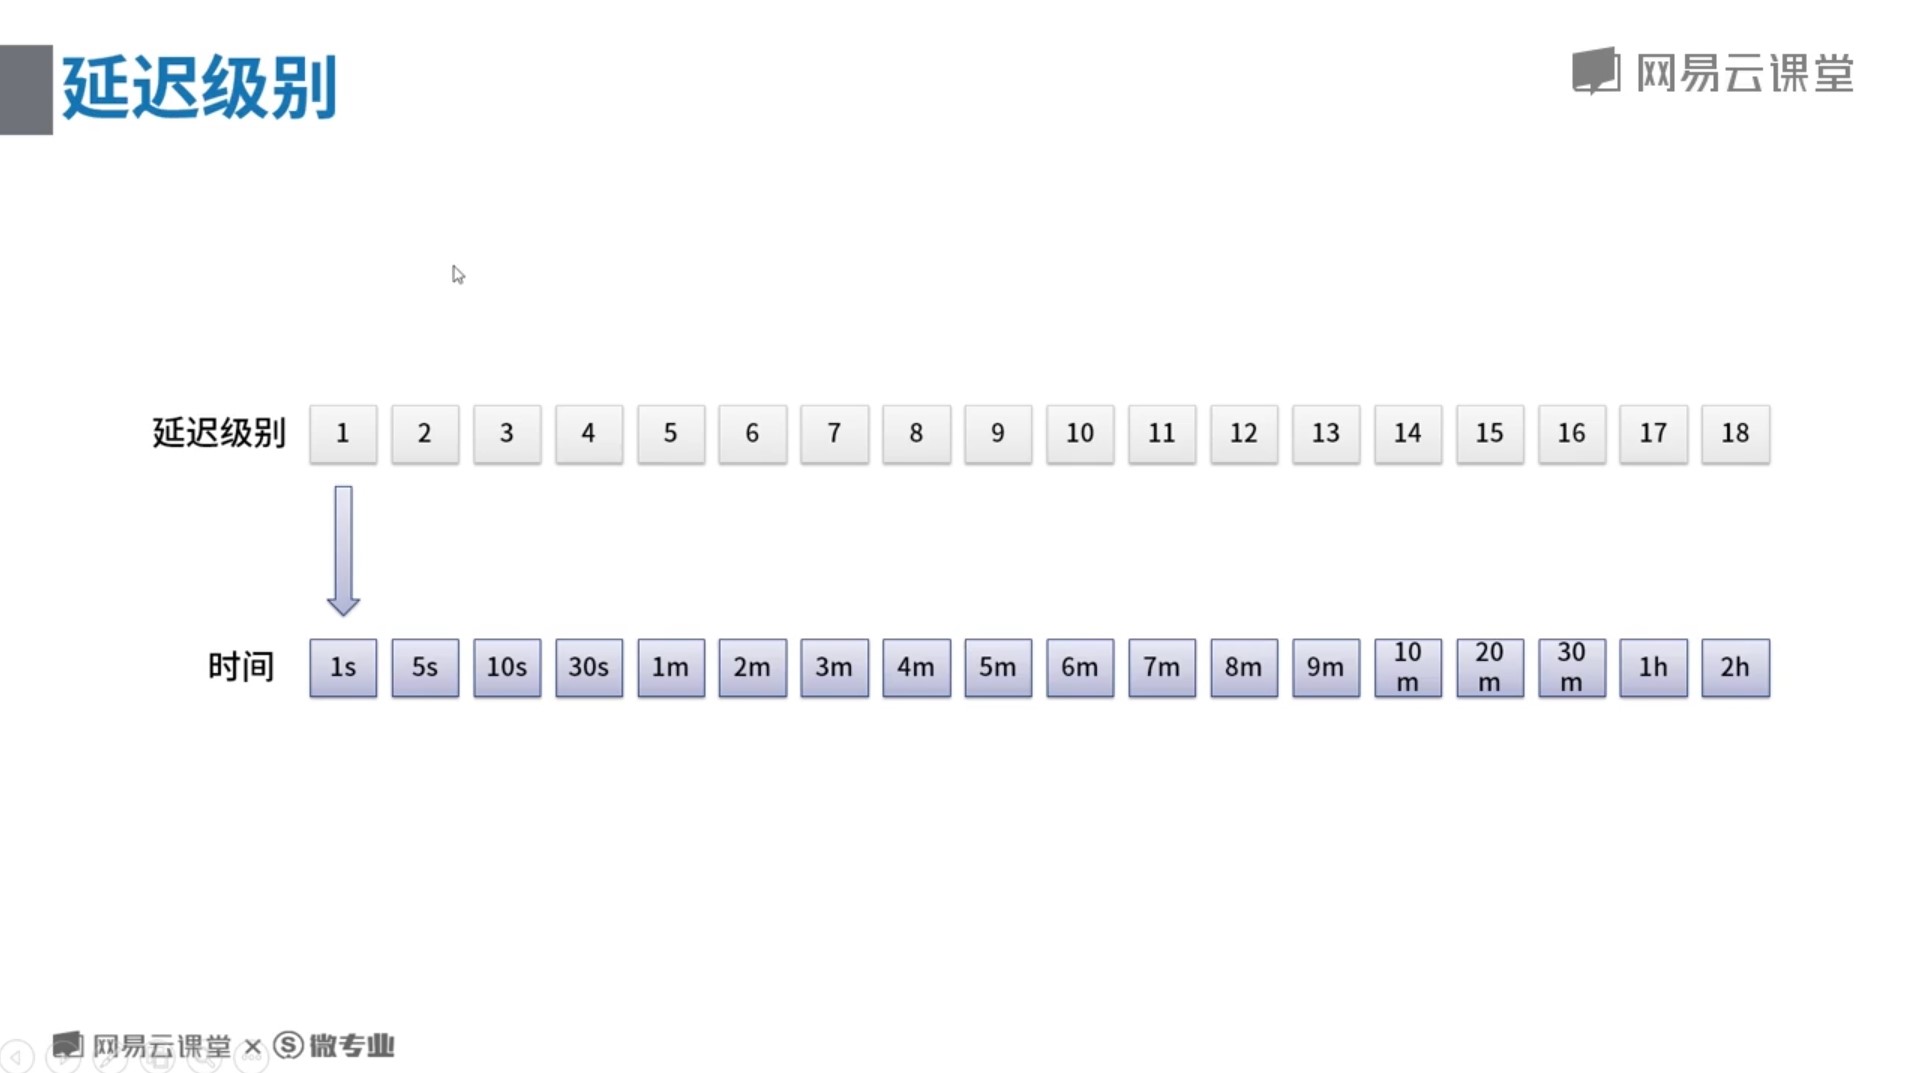 延迟级别
网易云课堂
延迟级别 1 2 3 4 5 6 7 8 9 10 11 12 13 14 15 16 17 18
时间 1s 5s 10s 30s 1m 2m 3m 4m 5m 6m 7m 8m 9m 10m 20m 30m 1h 2h
网易云课堂 × 微专业